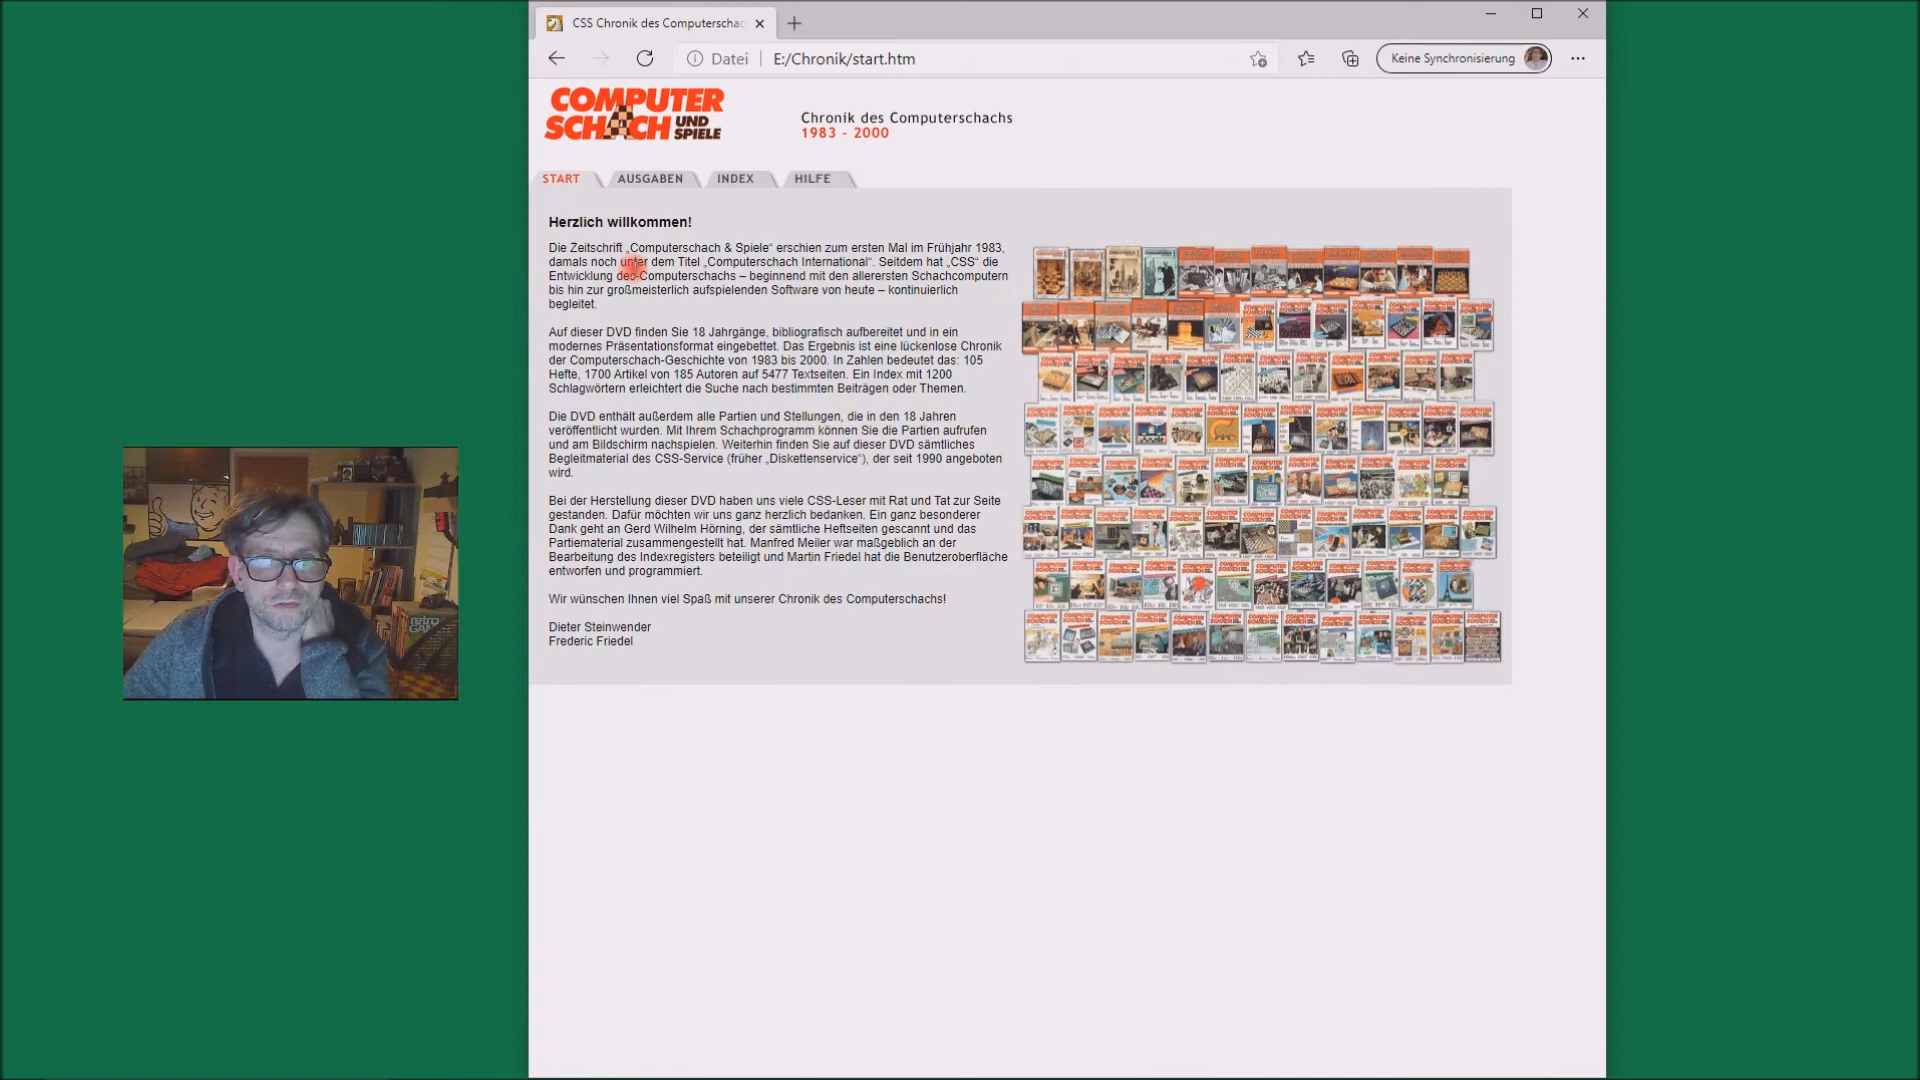 CSS Chronik des Computerschac
Datei
E:/Chronik/start.htm
Keine Synchronisierung
COMPUTER
SCHACH UND SPIELE
Chronik des Computerschachs
1983 - 2000
START
AUSGABEN
INDEX
HILFE
Herzlich willkommen!
Die Zeitschrift „Computerschach & Spiele“ erschien zum ersten Mal im Frühjahr 1983,
damals noch unter dem Titel „Computerschach International“. Seitdem hat „CSS“ die
Entwicklung des Computerschachs – beginnend mit den allerersten Schachcomputern
bis hin zur großmeisterlich aufspielenden Software von heute – kontinuierlich
begleitet.
Auf dieser DVD finden Sie 18 Jahrgänge, bibliografisch aufbereitet und in ein
modernes Präsentationsformat eingebettet. Das Ergebnis ist eine lückenlose Chronik
der Computerschach-Geschichte von 1983 bis 2000. In Zahlen bedeutet das: 105
Hefte, 1700 Artikel von 185 Autoren auf 5477 Textseiten. Ein Index mit 1200
Schlagwörtern erleichtert die Suche nach bestimmten Beiträgen oder Themen.
Die DVD enthält außerdem alle Partien und Stellungen, die in den 18 Jahren
veröffentlicht wurden. Mit Ihrem Schachprogramm können Sie die Partien aufrufen
und am Bildschirm nachspielen. Weiterhin finden Sie auf dieser DVD sämtliches
Begleitmaterial des CSS-Service (früher „Diskettenservice“), der seit 1990 angeboten
wird.
Bei der Herstellung dieser DVD haben uns viele CSS-Leser mit Rat und Tat zur Seite
gestanden. Dafür möchten wir uns ganz herzlich bedanken. Ein ganz besonderer
Dank geht an Gerd Wilhelm Hörning, der sämtliche Heftseiten gescannt und das
Partiematerial zusammengestellt hat. Manfred Meiler war maßgeblich an der
Bearbeitung des Indexregisters beteiligt und Martin Friedel hat die Benutzeroberfläche
entworfen und programmiert.
Wir wünschen Ihnen viel Spaß mit unserer Chronik des Computerschachs!
Dieter Steinwender
Frederic Friedel
retro